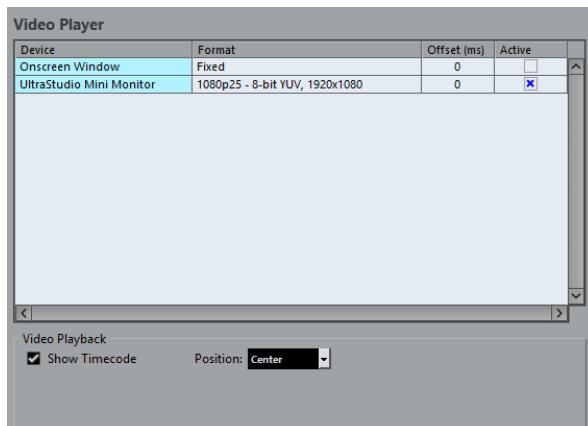 Video Player
Device Format Offset (ms) Active
Onscreen Window Fixed 0
UltraStudio Mini Monitor 1080p25 - 8-bit YUV, 1920x1080 0
Video Playback
Show Timecode Position: Center